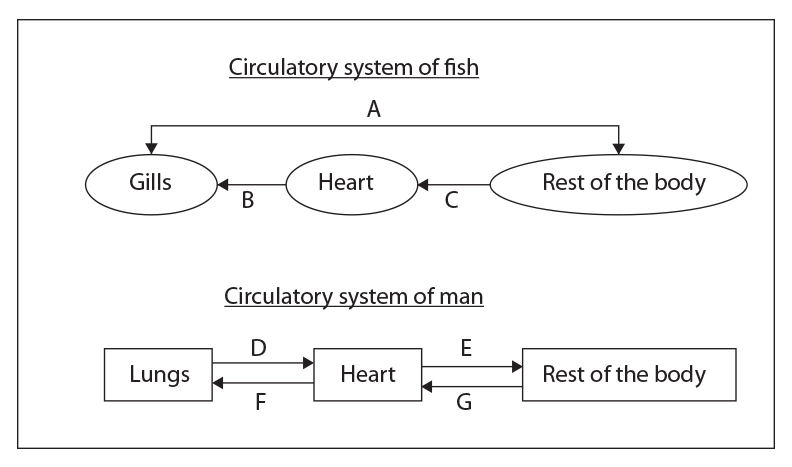 Circulatory system of fish
A
Gills
Heart
Rest of the body
B
C
Circulatory system of man
D
E
Lungs
Heart
Rest of the body
F
G